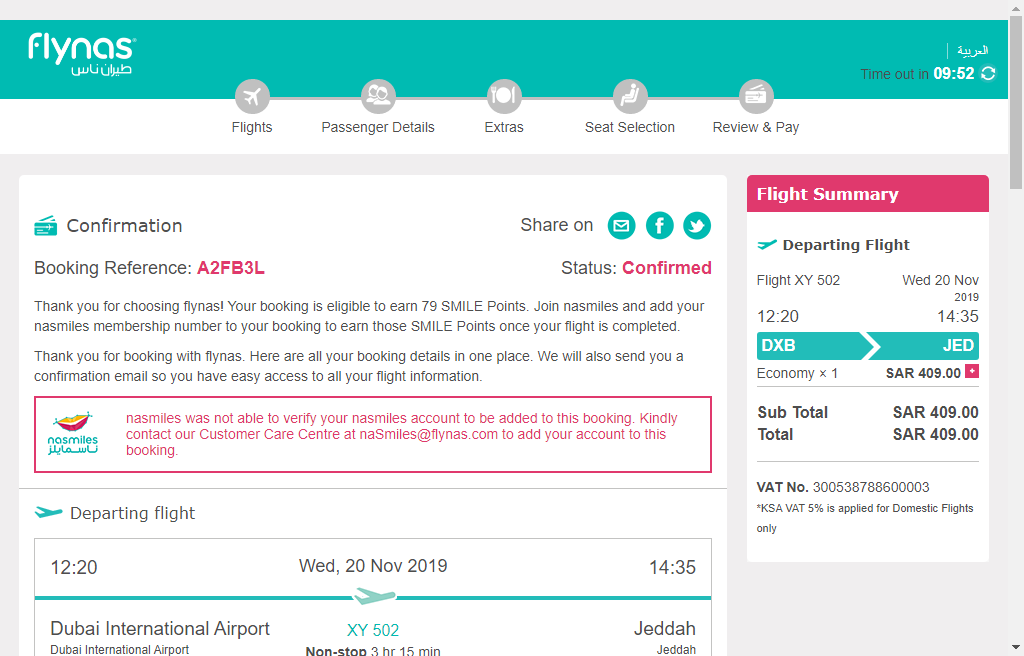 flynas
طيران ناس
العربية
Time out in 09:52
Flights
Passenger Details
Extras
Seat Selection
Review & Pay
Confirmation
Share on
Booking Reference: A2FB3L
Status: Confirmed
Thank you for choosing flynas! Your booking is eligible to earn 79 SMILE Points. Join nasmiles and add your
nasmiles membership number to your booking to earn those SMILE Points once your flight is completed.
Thank you for booking with flynas. Here are all your booking details in one place. We will also send you a
confirmation email so you have easy access to all your flight information.
nasmiles
ناسمايلز
nasmiles was not able to verify your nasmiles account to be added to this booking. Kindly
contact our Customer Care Centre at naSmiles@flynas.com to add your account to this
booking.
Departing flight
12:20
Wed, 20 Nov 2019
14:35
Dubai International Airport
XY 502
Jeddah
Dubai International Airport
Non-stop 3 hr 15 min
Jeddah
Flight Summary
Departing Flight
Flight XY 502
Wed 20 Nov
2019
12:20
14:35
DXB
JED
Economy × 1
SAR 409.00 +
Sub Total
SAR 409.00
Total
SAR 409.00
VAT No. 300538788600003
*KSA VAT 5% is applied for Domestic Flights
only